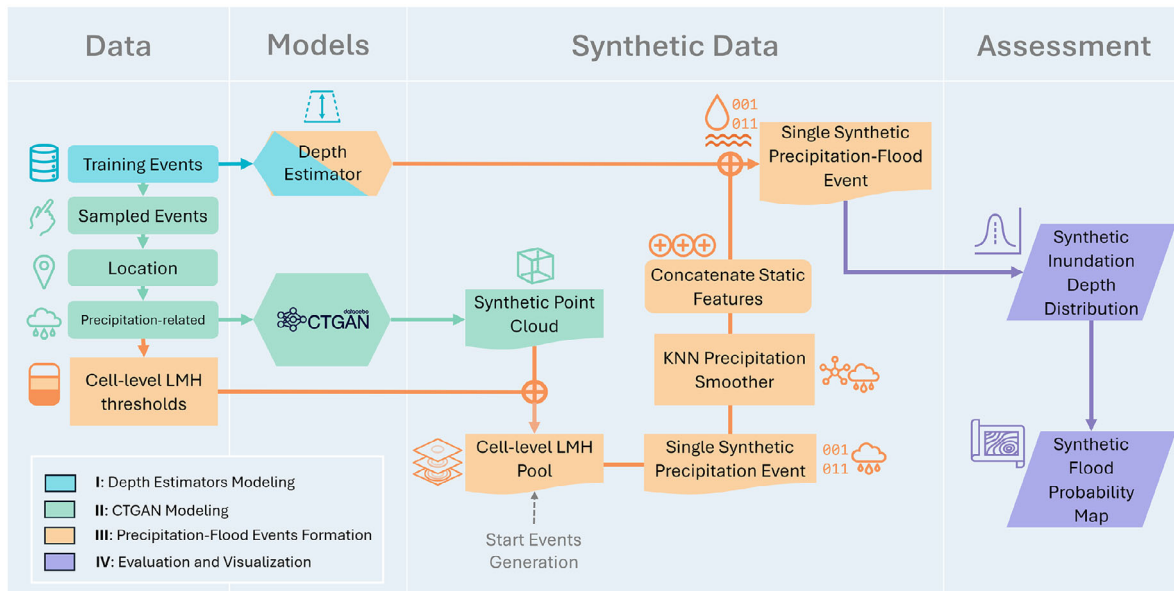 Data
Models
Synthetic Data
Assessment
Training Events
Sampled Events
Location
Precipitation-related
Cell-level LMH
thresholds
Depth
Estimator
datacebo
CTGAN
Synthetic Point
Cloud
Cell-level LMH
Pool
Start Events
Generation
001
011
Single Synthetic
Precipitation-Flood
Event
Concatenate Static
Features
KNN Precipitation
Smoother
Single Synthetic
Precipitation Event
001
011
Synthetic
Inundation
Depth
Distribution
Synthetic
Flood
Probability
Map
I: Depth Estimators Modeling
II: CTGAN Modeling
III: Precipitation-Flood Events Formation
IV: Evaluation and Visualization